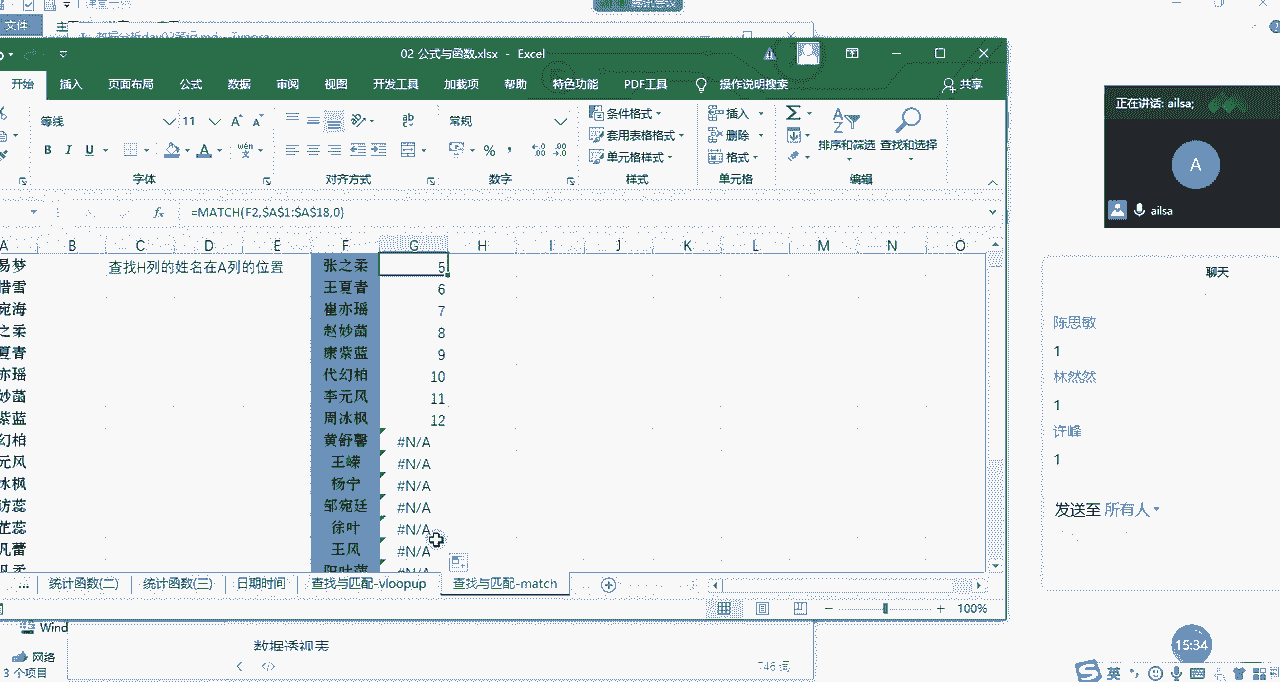 文件
02 公式与函数.xlsx - Excel
开始 插入 页面布局 公式 数据 审阅 视图 开发工具 加载项 帮助 特色功能 PDF工具 操作说明搜索 共享
等线 11 常规
条件格式 插入
套用表格格式 删除
单元格样式 格式
排序和筛选 查找和选择
字体 对齐方式 数字 样式 单元格 编辑
=MATCH(F2,$A$1:$A$18,0)
A B C D E F G H I J K L M N O
易梦 查找H列的姓名在A列的位置 张之柔 5
惜雪 王夏青 6
宛海 崔亦瑶 7
之柔 赵妙菡 8
夏青 康紫蓝 9
亦瑶 代幻柏 10
妙菡 李元风 11
紫蓝 周冰枫 12
幻柏 黄舒馨 #N/A
元风 王嵘 #N/A
冰枫 杨宁 #N/A
访蕊 邹宛廷 #N/A
芷蕊 徐叶 #N/A
凡蕾 王风 #N/A
#N/A
... 统计函数(二) 统计函数(三) 日期时间 查找与匹配-vloopup 查找与匹配-match
100%
Wind
网络
3 个项目
数据透视表
746 词
正在讲话: ailsa;
A
ailsa
聊天
陈思敏
1
林然然
1
许峰
1
发送至 所有人
15:34
英